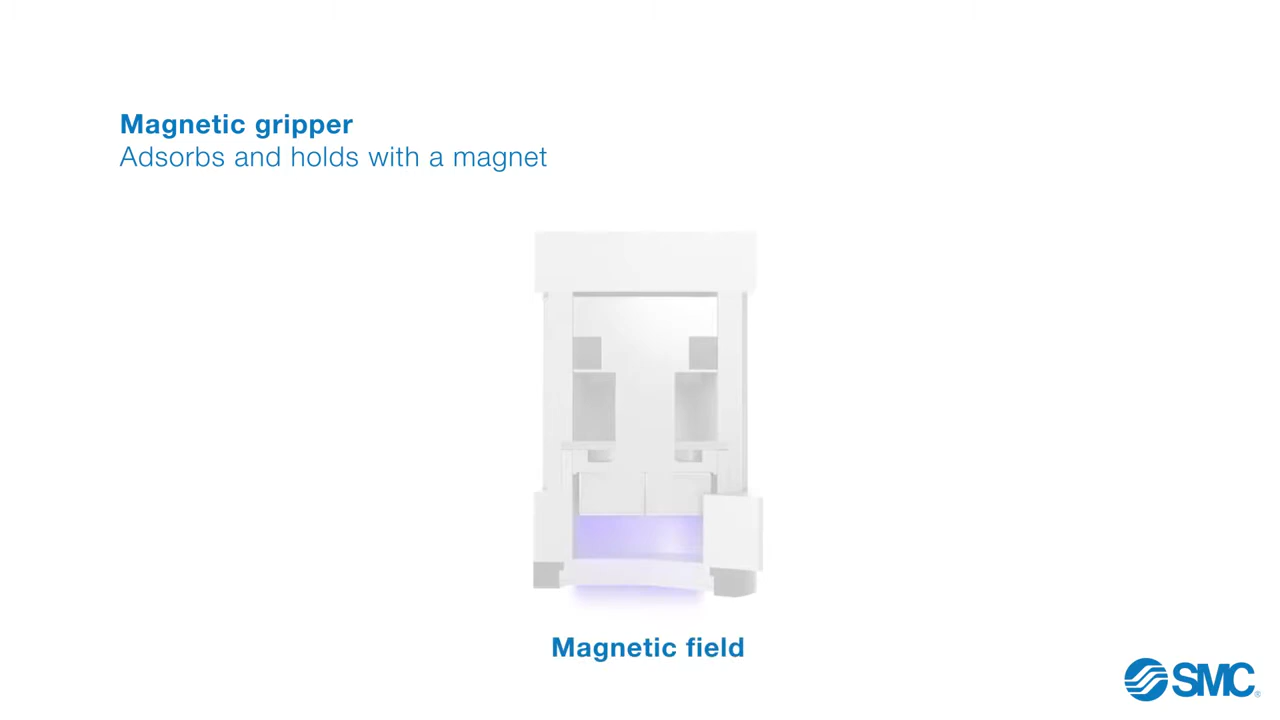 Magnetic gripper
Adsorbs and holds with a magnet
Magnetic field
SMC®